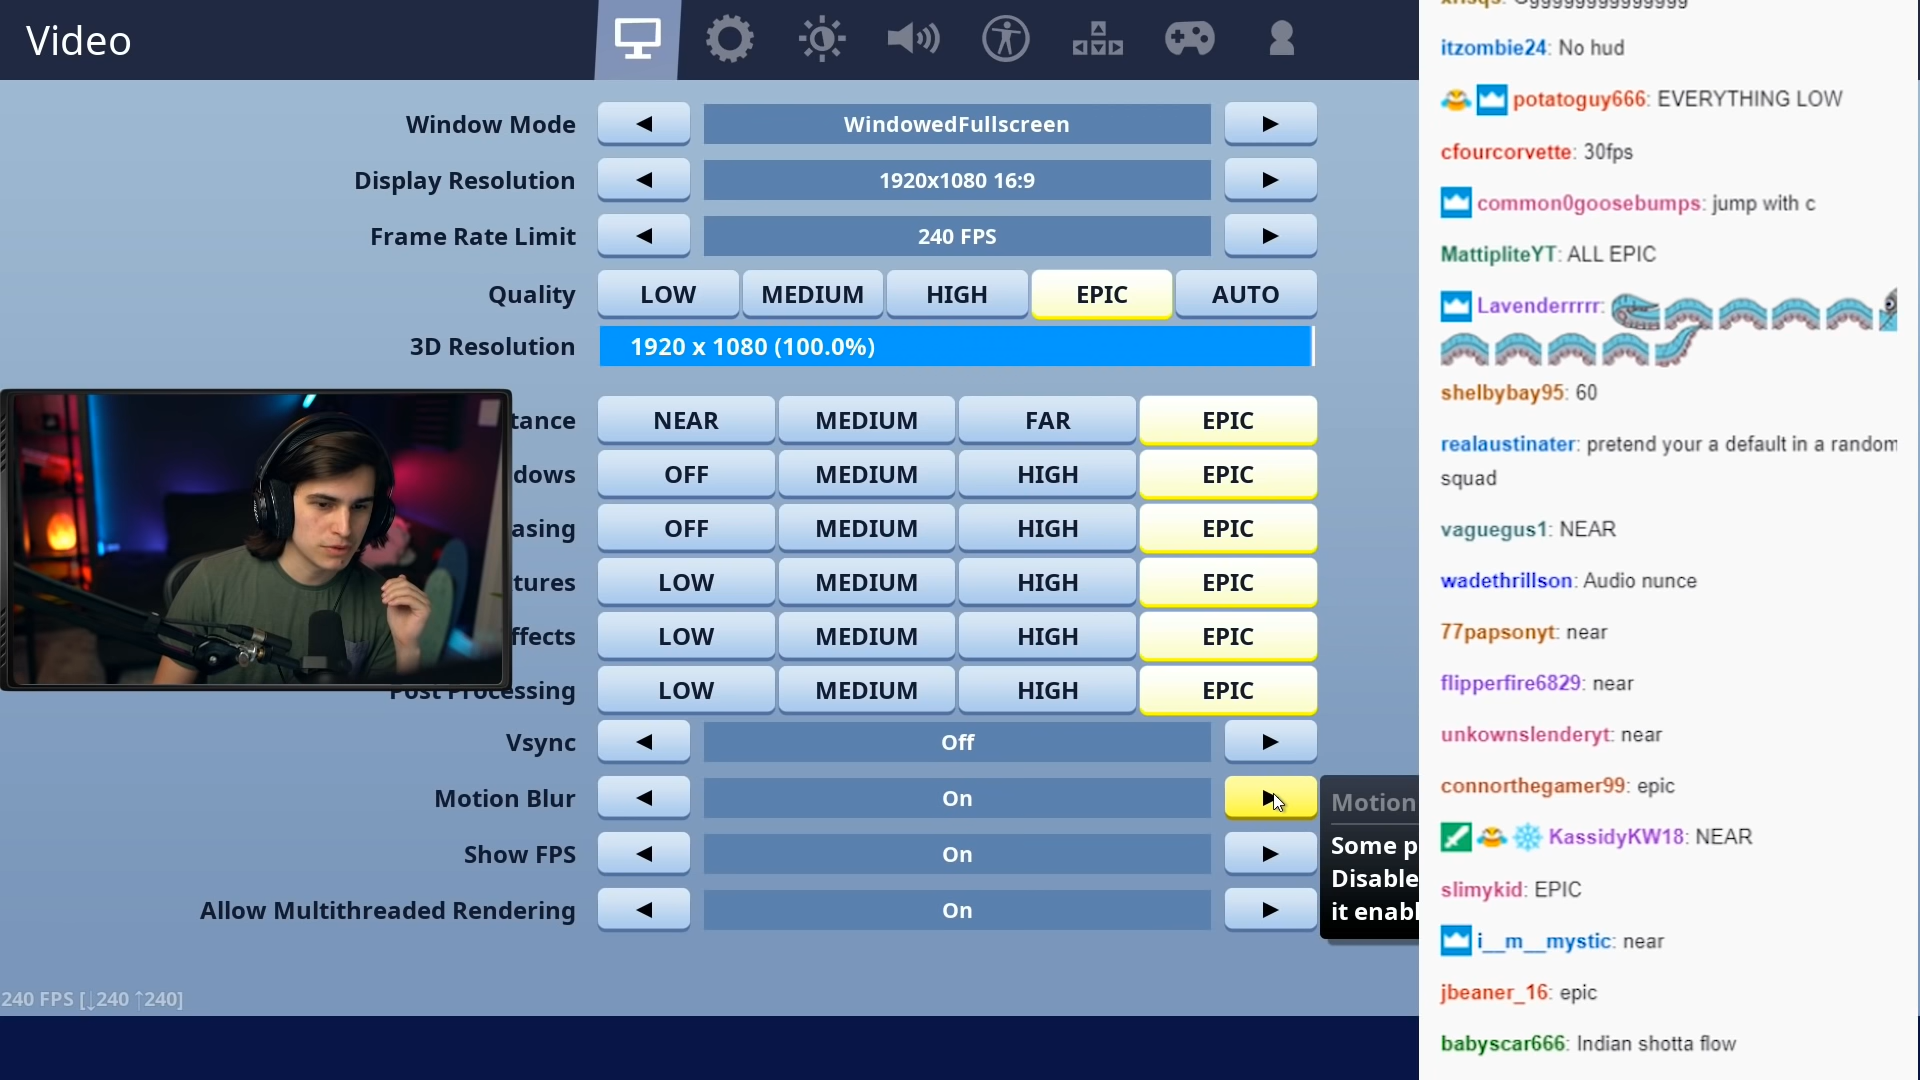 Video
Window Mode
WindowedFullscreen
Display Resolution
1920x1080 16:9
Frame Rate Limit
240 FPS
Quality
LOW MEDIUM HIGH EPIC AUTO
3D Resolution
1920 x 1080 (100.0%)
tance
NEAR MEDIUM FAR EPIC
dows
OFF MEDIUM HIGH EPIC
asing
OFF MEDIUM HIGH EPIC
tures
LOW MEDIUM HIGH EPIC
ffects
LOW MEDIUM HIGH EPIC
Post Processing
LOW MEDIUM HIGH EPIC
Vsync
Off
Motion Blur
On
Show FPS
On
Allow Multithreaded Rendering
On
Motion
Some p
Disable
it enabl
240 FPS [↓240 ↑240]
itzombie24: No hud
potatoguy666: EVERYTHING LOW
cfourcorvette: 30fps
common0goosebumps: jump with c
MattipliteYT: ALL EPIC
Lavenderrrrr:
shelbybay95: 60
realaustinater: pretend your a default in a random
squad
vaguegus1: NEAR
wadethrillson: Audio nunce
77papsonyt: near
flipperfire6829: near
unkownslenderyt: near
connorthegamer99: epic
KassidyKW18: NEAR
slimykid: EPIC
i__m__mystic: near
jbeaner_16: epic
babyscar666: Indian shotta flow